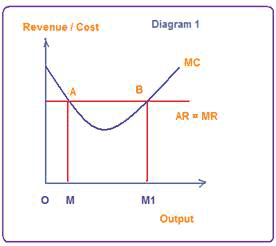 Revenue / Cost
Diagram 1
MC
A
B
AR = MR
O M M1
Output